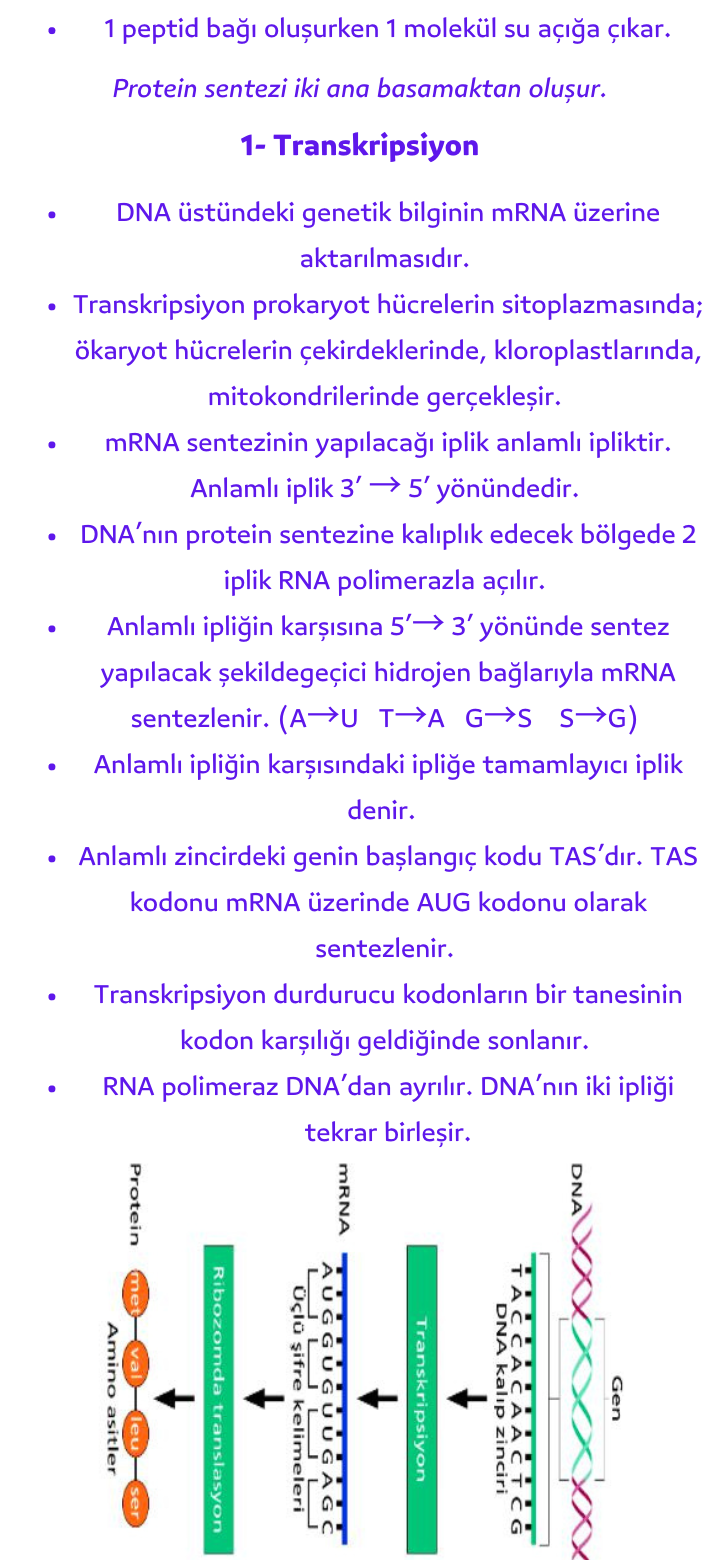 • 1 peptid bağı oluşurken 1 molekül su açığa çıkar.
Protein sentezi iki ana basamaktan oluşur.
1- Transkripsiyon
• DNA üstündeki genetik bilginin mRNA üzerine
aktarılmasıdır.
• Transkripsiyon prokaryot hücrelerin sitoplazmasında;
ökaryot hücrelerin çekirdeklerinde, kloroplastlarında,
mitokondrilerinde gerçekleşir.
• mRNA sentezinin yapılacağı iplik anlamlı ipliktir.
Anlamlı iplik 3’ → 5’ yönündedir.
• DNA’nın protein sentezine kalıplık edecek bölgede 2
iplik RNA polimerazla açılır.
• Anlamlı ipliğin karşısına 5’→ 3’ yönünde sentez
yapılacak şekildegeçici hidrojen bağlarıyla mRNA
sentezlenir. (A→U T→A G→S S→G)
• Anlamlı ipliğin karşısındaki ipliğe tamamlayıcı iplik
denir.
• Anlamlı zincirdeki genin başlangıç kodu TAS’dır. TAS
kodonu mRNA üzerinde AUG kodonu olarak
sentezlenir.
• Transkripsiyon durdurucu kodonların bir tanesinin
kodon karşılığı geldiğinde sonlanır.
• RNA polimeraz DNA’dan ayrılır. DNA’nın iki ipliği
tekrar birleşir.
Gen
DNA
T A C C A C A A C T C G
DNA kalıp zinciri
Transkripsiyon
mRNA
A U G G U G U U G A G C
Üçlü şifre kelimeleri
Ribozomda translasyon
Protein
met val leu ser
Amino asitler